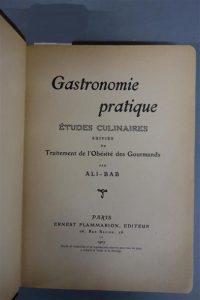 Gastronomie
pratique
ÉTUDES CULINAIRES
SUIVIES DU
Traitement de l'Obésité des Gourmands
PAR
ALI-BAB
PARIS
ERNEST FLAMMARION, ÉDITEUR
26, RUE RACINE, 26